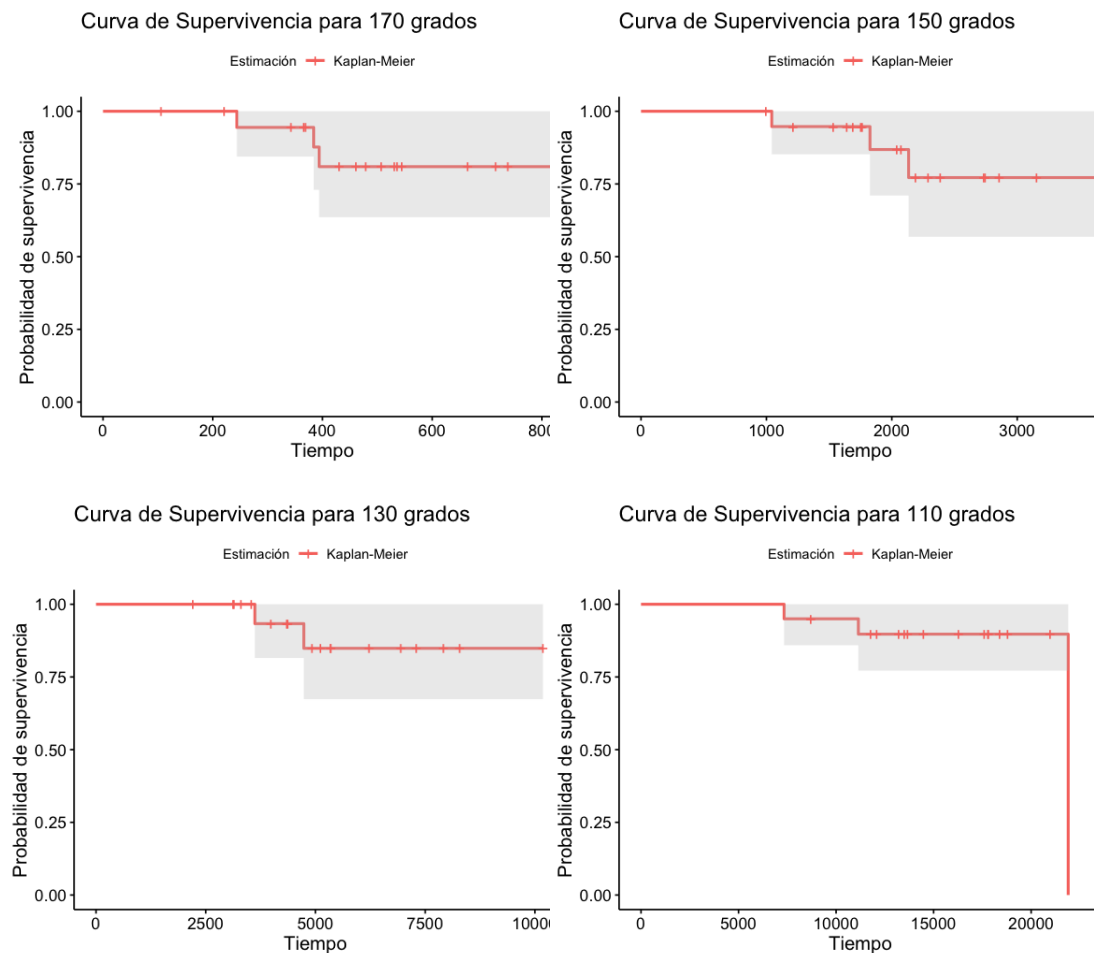 Curva de Supervivencia para 170 grados
Estimación Kaplan-Meier
Probabilidad de supervivencia
1.00
0.75
0.50
0.25
0.00
0 200 400 600 800
Tiempo
Curva de Supervivencia para 150 grados
Estimación Kaplan-Meier
Probabilidad de supervivencia
1.00
0.75
0.50
0.25
0.00
0 1000 2000 3000
Tiempo
Curva de Supervivencia para 130 grados
Estimación Kaplan-Meier
Probabilidad de supervivencia
1.00
0.75
0.50
0.25
0.00
0 2500 5000 7500 10000
Tiempo
Curva de Supervivencia para 110 grados
Estimación Kaplan-Meier
Probabilidad de supervivencia
1.00
0.75
0.50
0.25
0.00
0 5000 10000 15000 20000
Tiempo